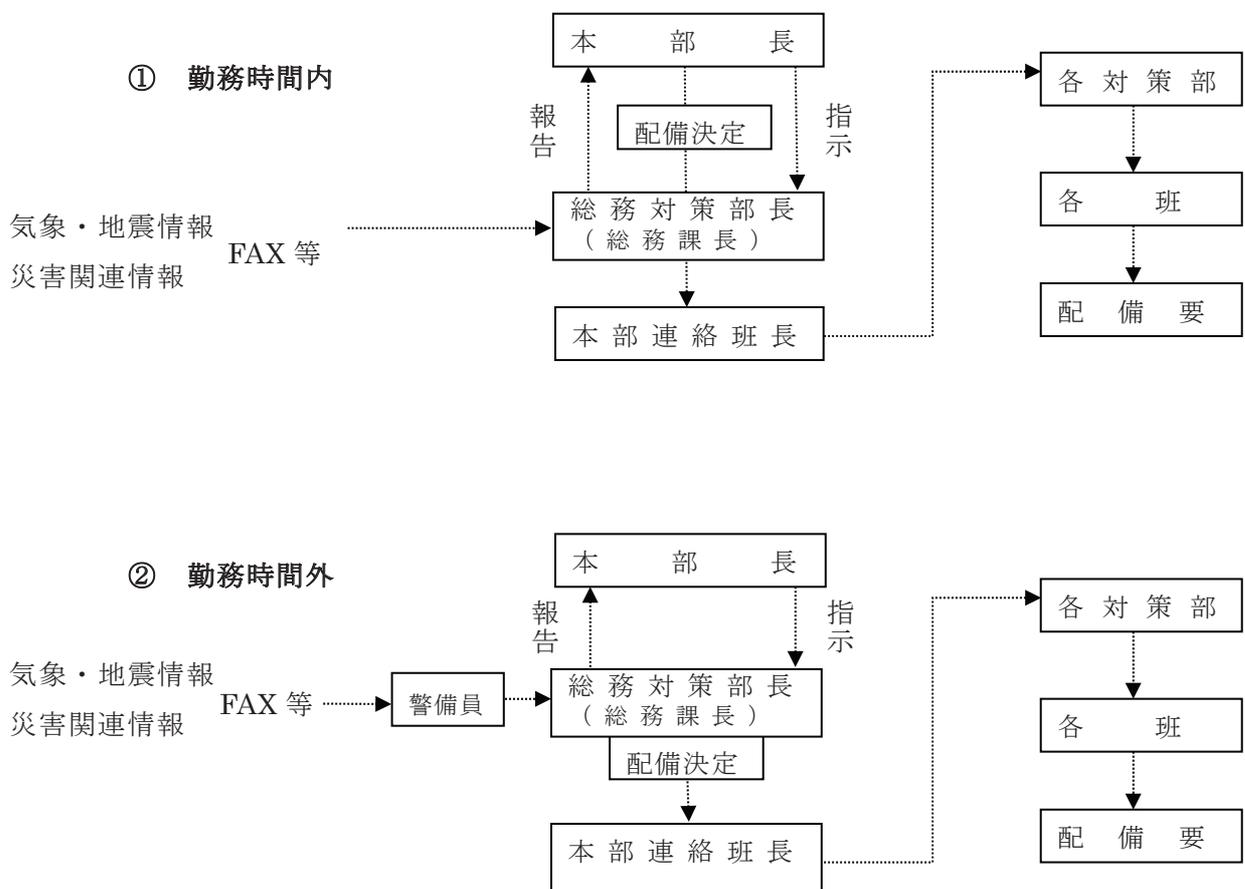 ① 勤務時間内
本部長
報告
配備決定
指示
気象・地震情報
災害関連情報
FAX 等
総務対策部長
（総務課長）
本部連絡班長
各対策部
各班
配備要
② 勤務時間外
本部長
報告
指示
気象・地震情報
災害関連情報
FAX 等
警備員
総務対策部長
（総務課長）
配備決定
本部連絡班長
各対策部
各班
配備要